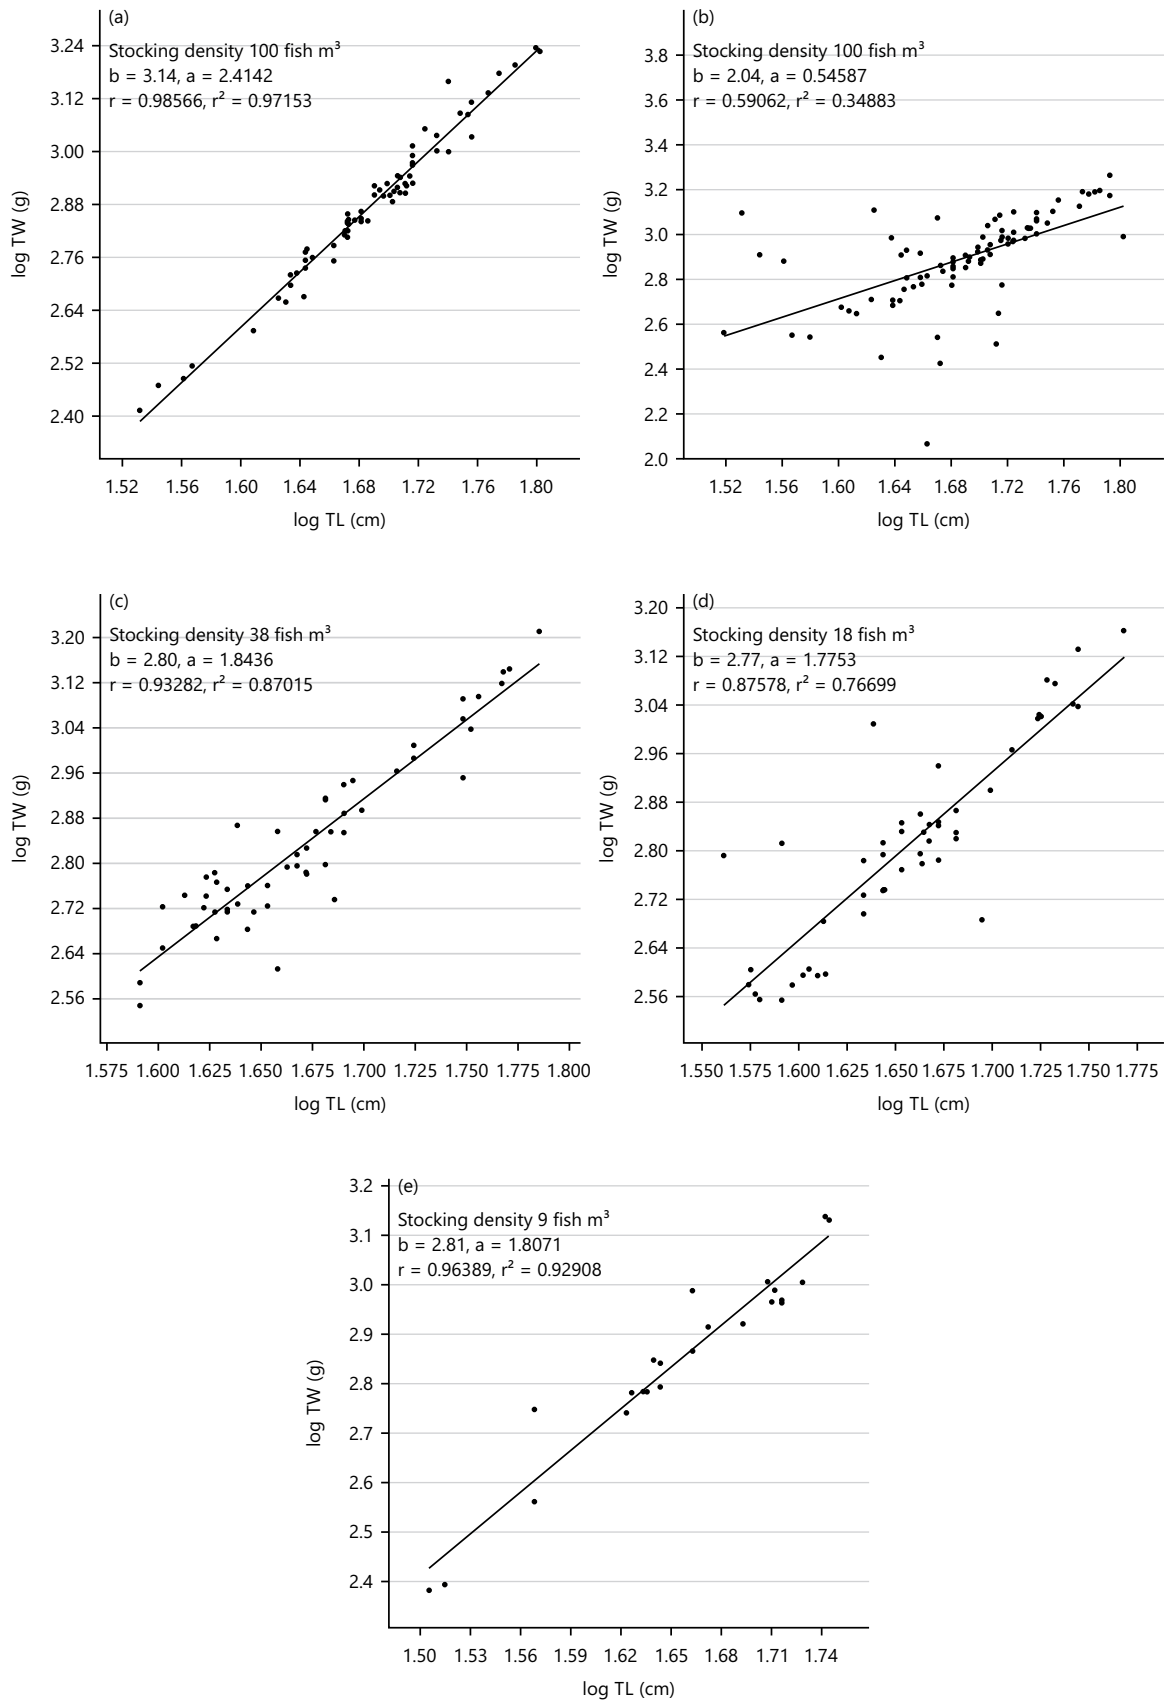 (a)
Stocking density 100 fish m³
b = 3.14, a = 2.4142
r = 0.98566, r² = 0.97153
3.24
3.12
3.00
2.88
2.76
2.64
2.52
2.40
log TW (g)
1.52 1.56 1.60 1.64 1.68 1.72 1.76 1.80
log TL (cm)
(b)
Stocking density 100 fish m³
b = 2.04, a = 0.54587
r = 0.59062, r² = 0.34883
3.8
3.6
3.4
3.2
3.0
2.8
2.6
2.4
2.2
2.0
log TW (g)
1.52 1.56 1.60 1.64 1.68 1.72 1.76 1.80
log TL (cm)
(c)
Stocking density 38 fish m³
b = 2.80, a = 1.8436
r = 0.93282, r² = 0.87015
3.20
3.12
3.04
2.96
2.88
2.80
2.72
2.64
2.56
log TW (g)
1.575 1.600 1.625 1.650 1.675 1.700 1.725 1.750 1.775 1.800
log TL (cm)
(d)
Stocking density 18 fish m³
b = 2.77, a = 1.7753
r = 0.87578, r² = 0.76699
3.20
3.12
3.04
2.96
2.88
2.80
2.72
2.64
2.56
log TW (g)
1.550 1.575 1.600 1.625 1.650 1.675 1.700 1.725 1.750 1.775
log TL (cm)
(e)
Stocking density 9 fish m³
b = 2.81, a = 1.8071
r = 0.96389, r² = 0.92908
3.2
3.1
3.0
2.9
2.8
2.7
2.6
2.5
2.4
log TW (g)
1.50 1.53 1.56 1.59 1.62 1.65 1.68 1.71 1.74
log TL (cm)